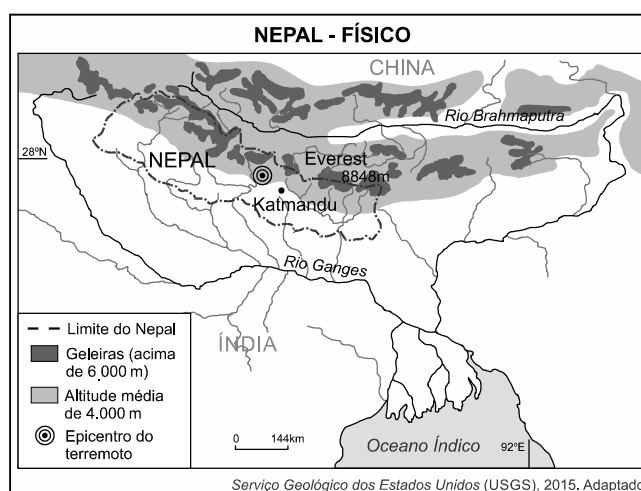 NEPAL - FÍSICO
CHINA
Rio Brahmaputra
28ºN
NEPAL
Everest
8848m
Katmandu
Rio Ganges
ÍNDIA
Limite do Nepal
Geleiras (acima
de 6.000 m)
Altitude média
de 4.000 m
Epicentro do
terremoto
0 144km
Oceano Índico
92ºE
Serviço Geológico dos Estados Unidos (USGS), 2015. Adaptado